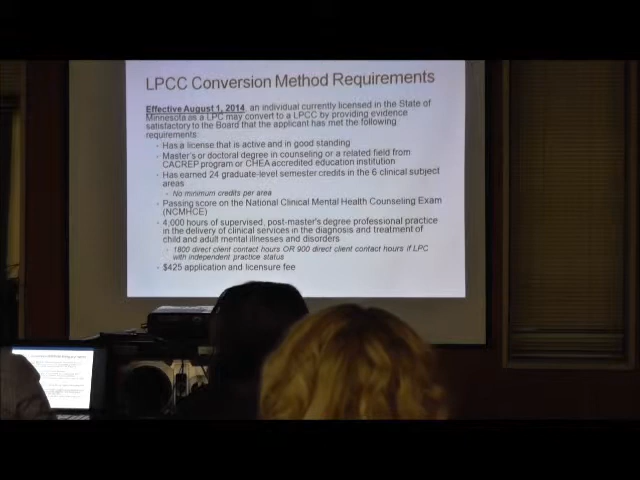 LPCC Conversion Method Requirements
Effective August 1, 2014, an individual currently licensed in the State of
Minnesota as a LPC may convert to a LPCC by providing evidence
satisfactory to the Board that the applicant has met the following
requirements:
- Has a license that is active and in good standing
- Master's or doctoral degree in counseling or a related field from
CACREP program or CHEA accredited education institution
- Has earned 24 graduate-level semester credits in the 6 clinical subject
areas
- No minimum credits per area
- Passing score on the National Clinical Mental Health Counseling Exam
(NCMHCE)
- 4,000 hours of supervised, post-master's degree professional practice
in the delivery of clinical services in the diagnosis and treatment of
child and adult mental illnesses and disorders
- 1800 direct client contact hours OR 900 direct client contact hours if LPC
with independent practice status
- $425 application and licensure fee